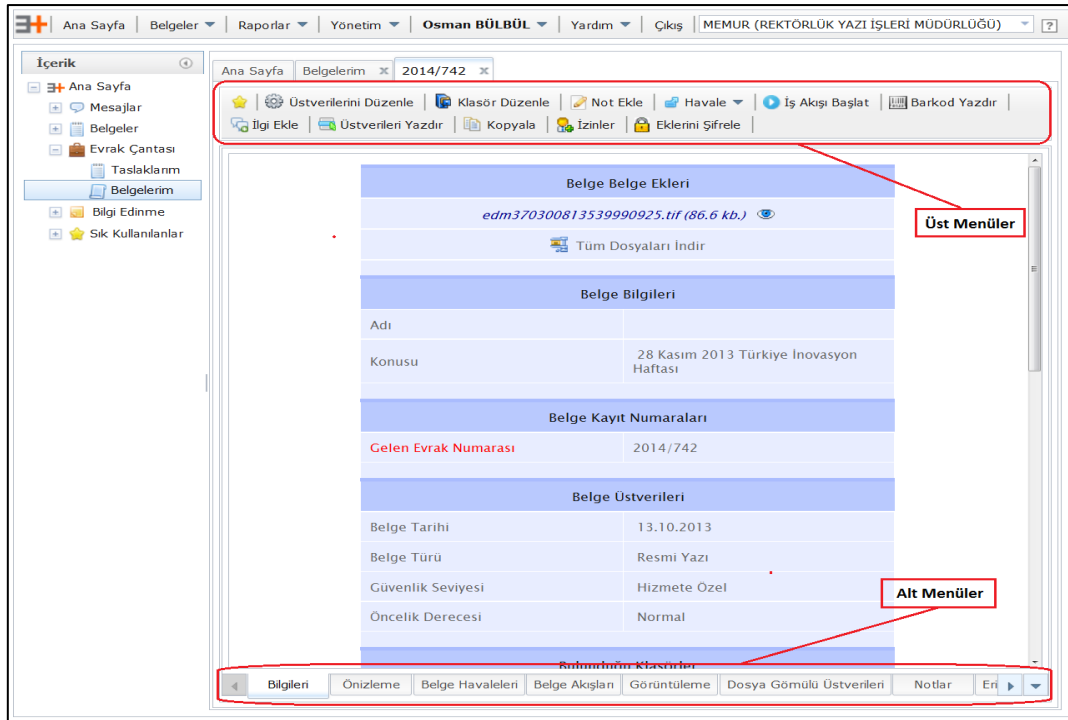 Ana Sayfa Belgeler Raporlar Yönetim Osman BÜLBÜL Yardım Çıkış MEMUR (REKTÖRLÜK YAZI İŞLERİ MÜDÜRLÜĞÜ) ?
İçerik
Ana Sayfa
Mesajlar
Belgeler
Evrak Çantası
Taslaklarım
Belgelerim
Bilgi Edinme
Sık Kullanılanlar
Ana Sayfa Belgelerim x 2014/742 x
Üstverilerini Düzenle Klasör Düzenle Not Ekle Havale İş Akışı Başlat Barkod Yazdır
İlgi Ekle Üstverileri Yazdır Kopyala İzinler Eklerini Şifrele
Üst Menüler
Belge Belge Ekleri
edm370300813539990925.tif (86.6 kb.)
Tüm Dosyaları İndir
Belge Bilgileri
Adı
Konusu 28 Kasım 2013 Türkiye İnovasyon
Haftası
Belge Kayıt Numaraları
Gelen Evrak Numarası 2014/742
Belge Üstverileri
Belge Tarihi 13.10.2013
Belge Türü Resmi Yazı
Güvenlik Seviyesi Hizmete Özel
Öncelik Derecesi Normal
Alt Menüler
Bulunduğu Klasörler
Bilgileri Önizleme Belge Havaleleri Belge Akışları Görüntüleme Dosya Gömülü Üstverileri Notlar Eri